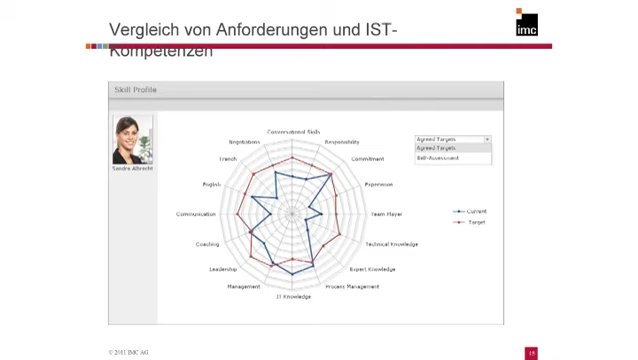 Vergleich von Anforderungen und IST-
Kompetenzen
imc
Skill Profile
Sandra Albrecht
Conversational Skills
Negotiations
Responsibility
French
Commitment
English
Communication
Team Player
Coaching
Technical Knowledge
Leadership
Expert Knowledge
Management
Process Management
IT Knowledge
Agreed Targets
Agreed Targets
Self-Assessment
Current
Target
© 2011 IMC AG